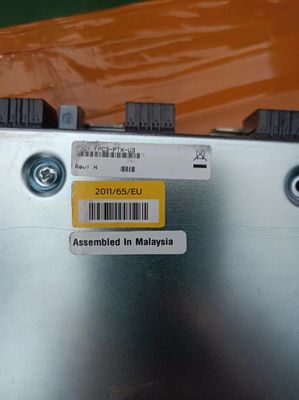 FPC3-PTX-U3
Rev: N
2011/65/EU
Assembled In Malaysia